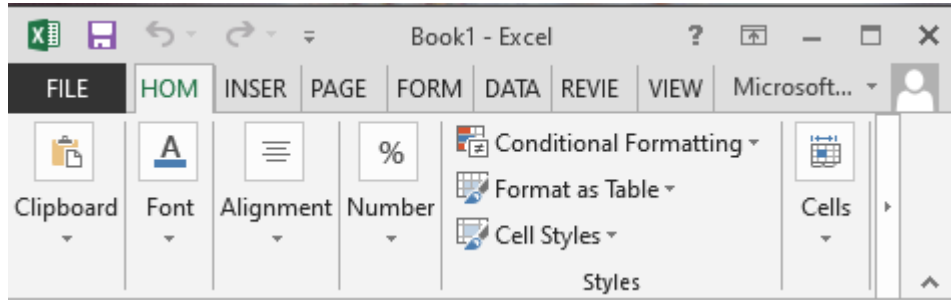 Book1 - Excel ?
FILE HOM INSER PAGE FORM DATA REVIE VIEW Microsoft...
A % Conditional Formatting
Format as Table
Clipboard Font Alignment Number Cells
Cell Styles
Styles